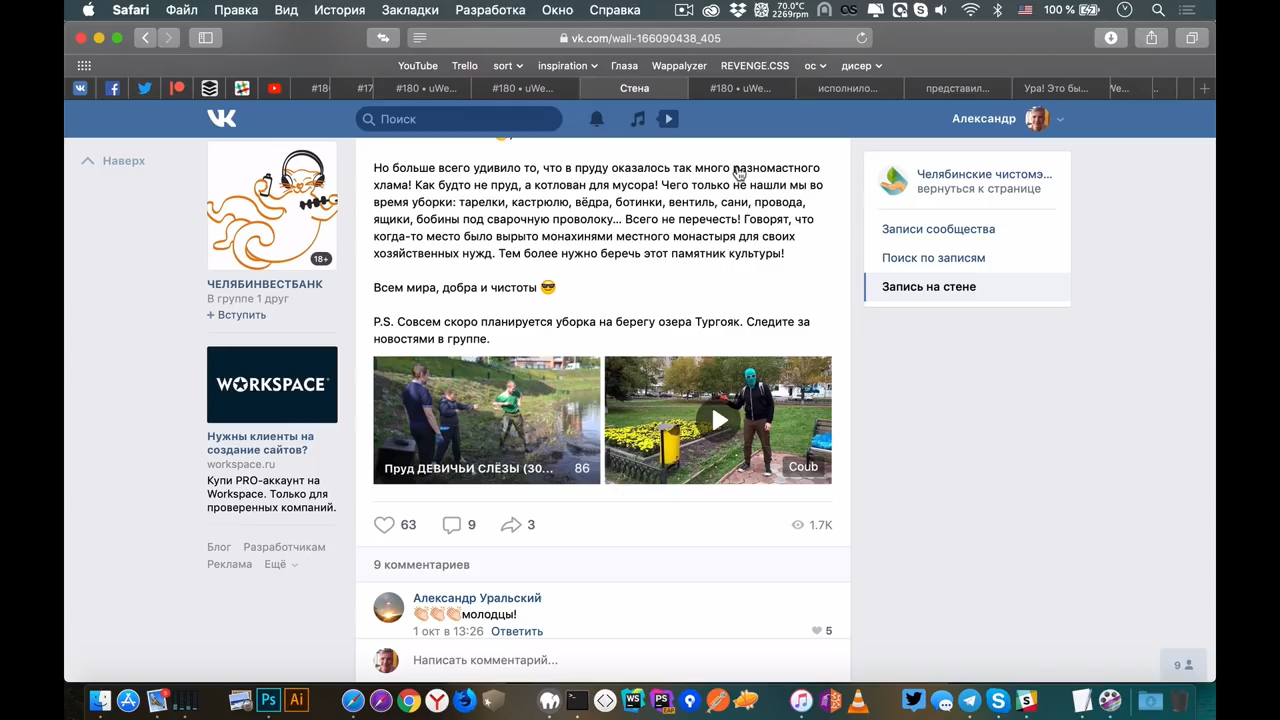 Safari Файл Правка Вид История Закладки Разработка Окно Справка
70.0°C
2269rpm
100 %
vk.com/wall-166090438_405
YouTube Trello sort inspiration Глаза Wappalyzer REVENGE.CSS ос дисер
#180 • uWe...
#180 • uWe...
Стена
#180 • uWe...
исполнило...
представил...
Ура! Это бы...
Поиск
Александр
Наверх
18+
ЧЕЛЯБИНВЕСТБАНК
В группе 1 друг
+ Вступить
WORKSPACE
Нужны клиенты на
создание сайтов?
workspace.ru
Купи PRO-аккаунт на
Workspace. Только для
проверенных компаний.
Блог Разработчикам
Реклама Ещё
Но больше всего удивило то, что в пруду оказалось так много разномастного
хлама! Как будто не пруд, а котлован для мусора! Чего только не нашли мы во
время уборки: тарелки, кастрюлю, вёдра, ботинки, вентиль, сани, провода,
ящики, бобины под сварочную проволоку... Всего не перечесть! Говорят, что
когда-то место было вырыто монахинями местного монастыря для своих
хозяйственных нужд. Тем более нужно беречь этот памятник культуры!
Всем мира, добра и чистоты 😎
P.S. Совсем скоро планируется уборка на берегу озера Тургояк. Следите за
новостями в группе.
Пруд ДЕВИЧЬИ СЛЁЗЫ (30... 86
Coub
63 9 3 1.7K
9 комментариев
Александр Уральский
👏🏻👏🏻👏🏻молодцы!
1 окт в 13:26 Ответить 5
Написать комментарий...
Челябинские чистомэ...
вернуться к странице
Записи сообщества
Поиск по записям
Запись на стене
9
Ps Ai WS PS